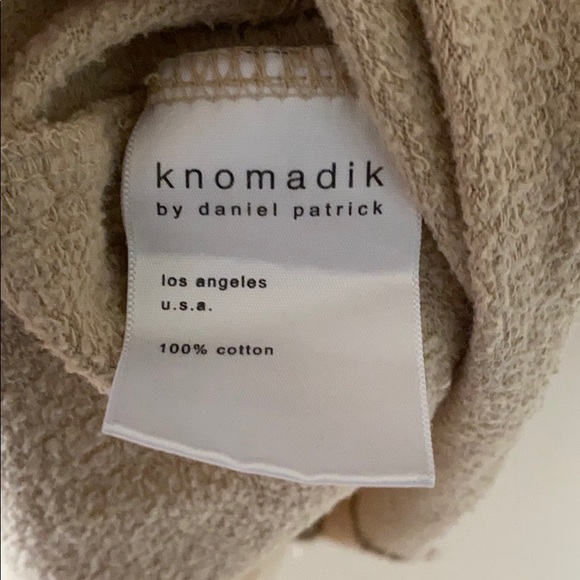 knomadik
by daniel patrick
los angeles
u.s.a.
100% cotton